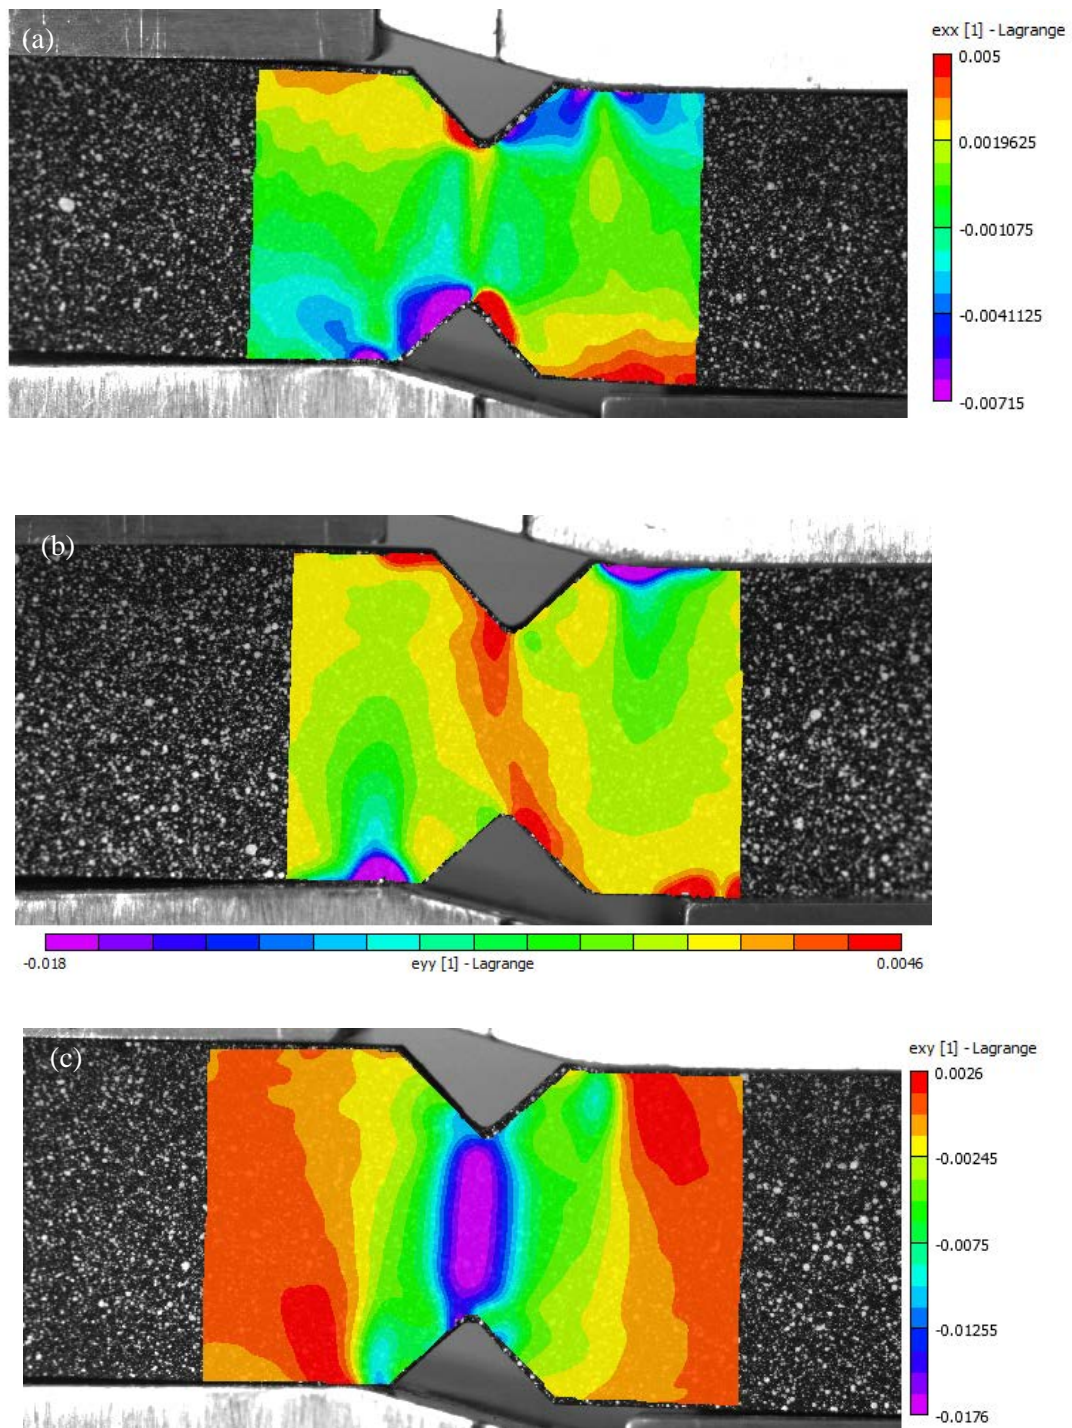 (a)
exx [1] - Lagrange
0.005
0.0019625
-0.001075
-0.0041125
-0.00715
(b)
-0.018
eyy [1] - Lagrange
0.0046
(c)
exy [1] - Lagrange
0.0026
-0.00245
-0.0075
-0.01255
-0.0176